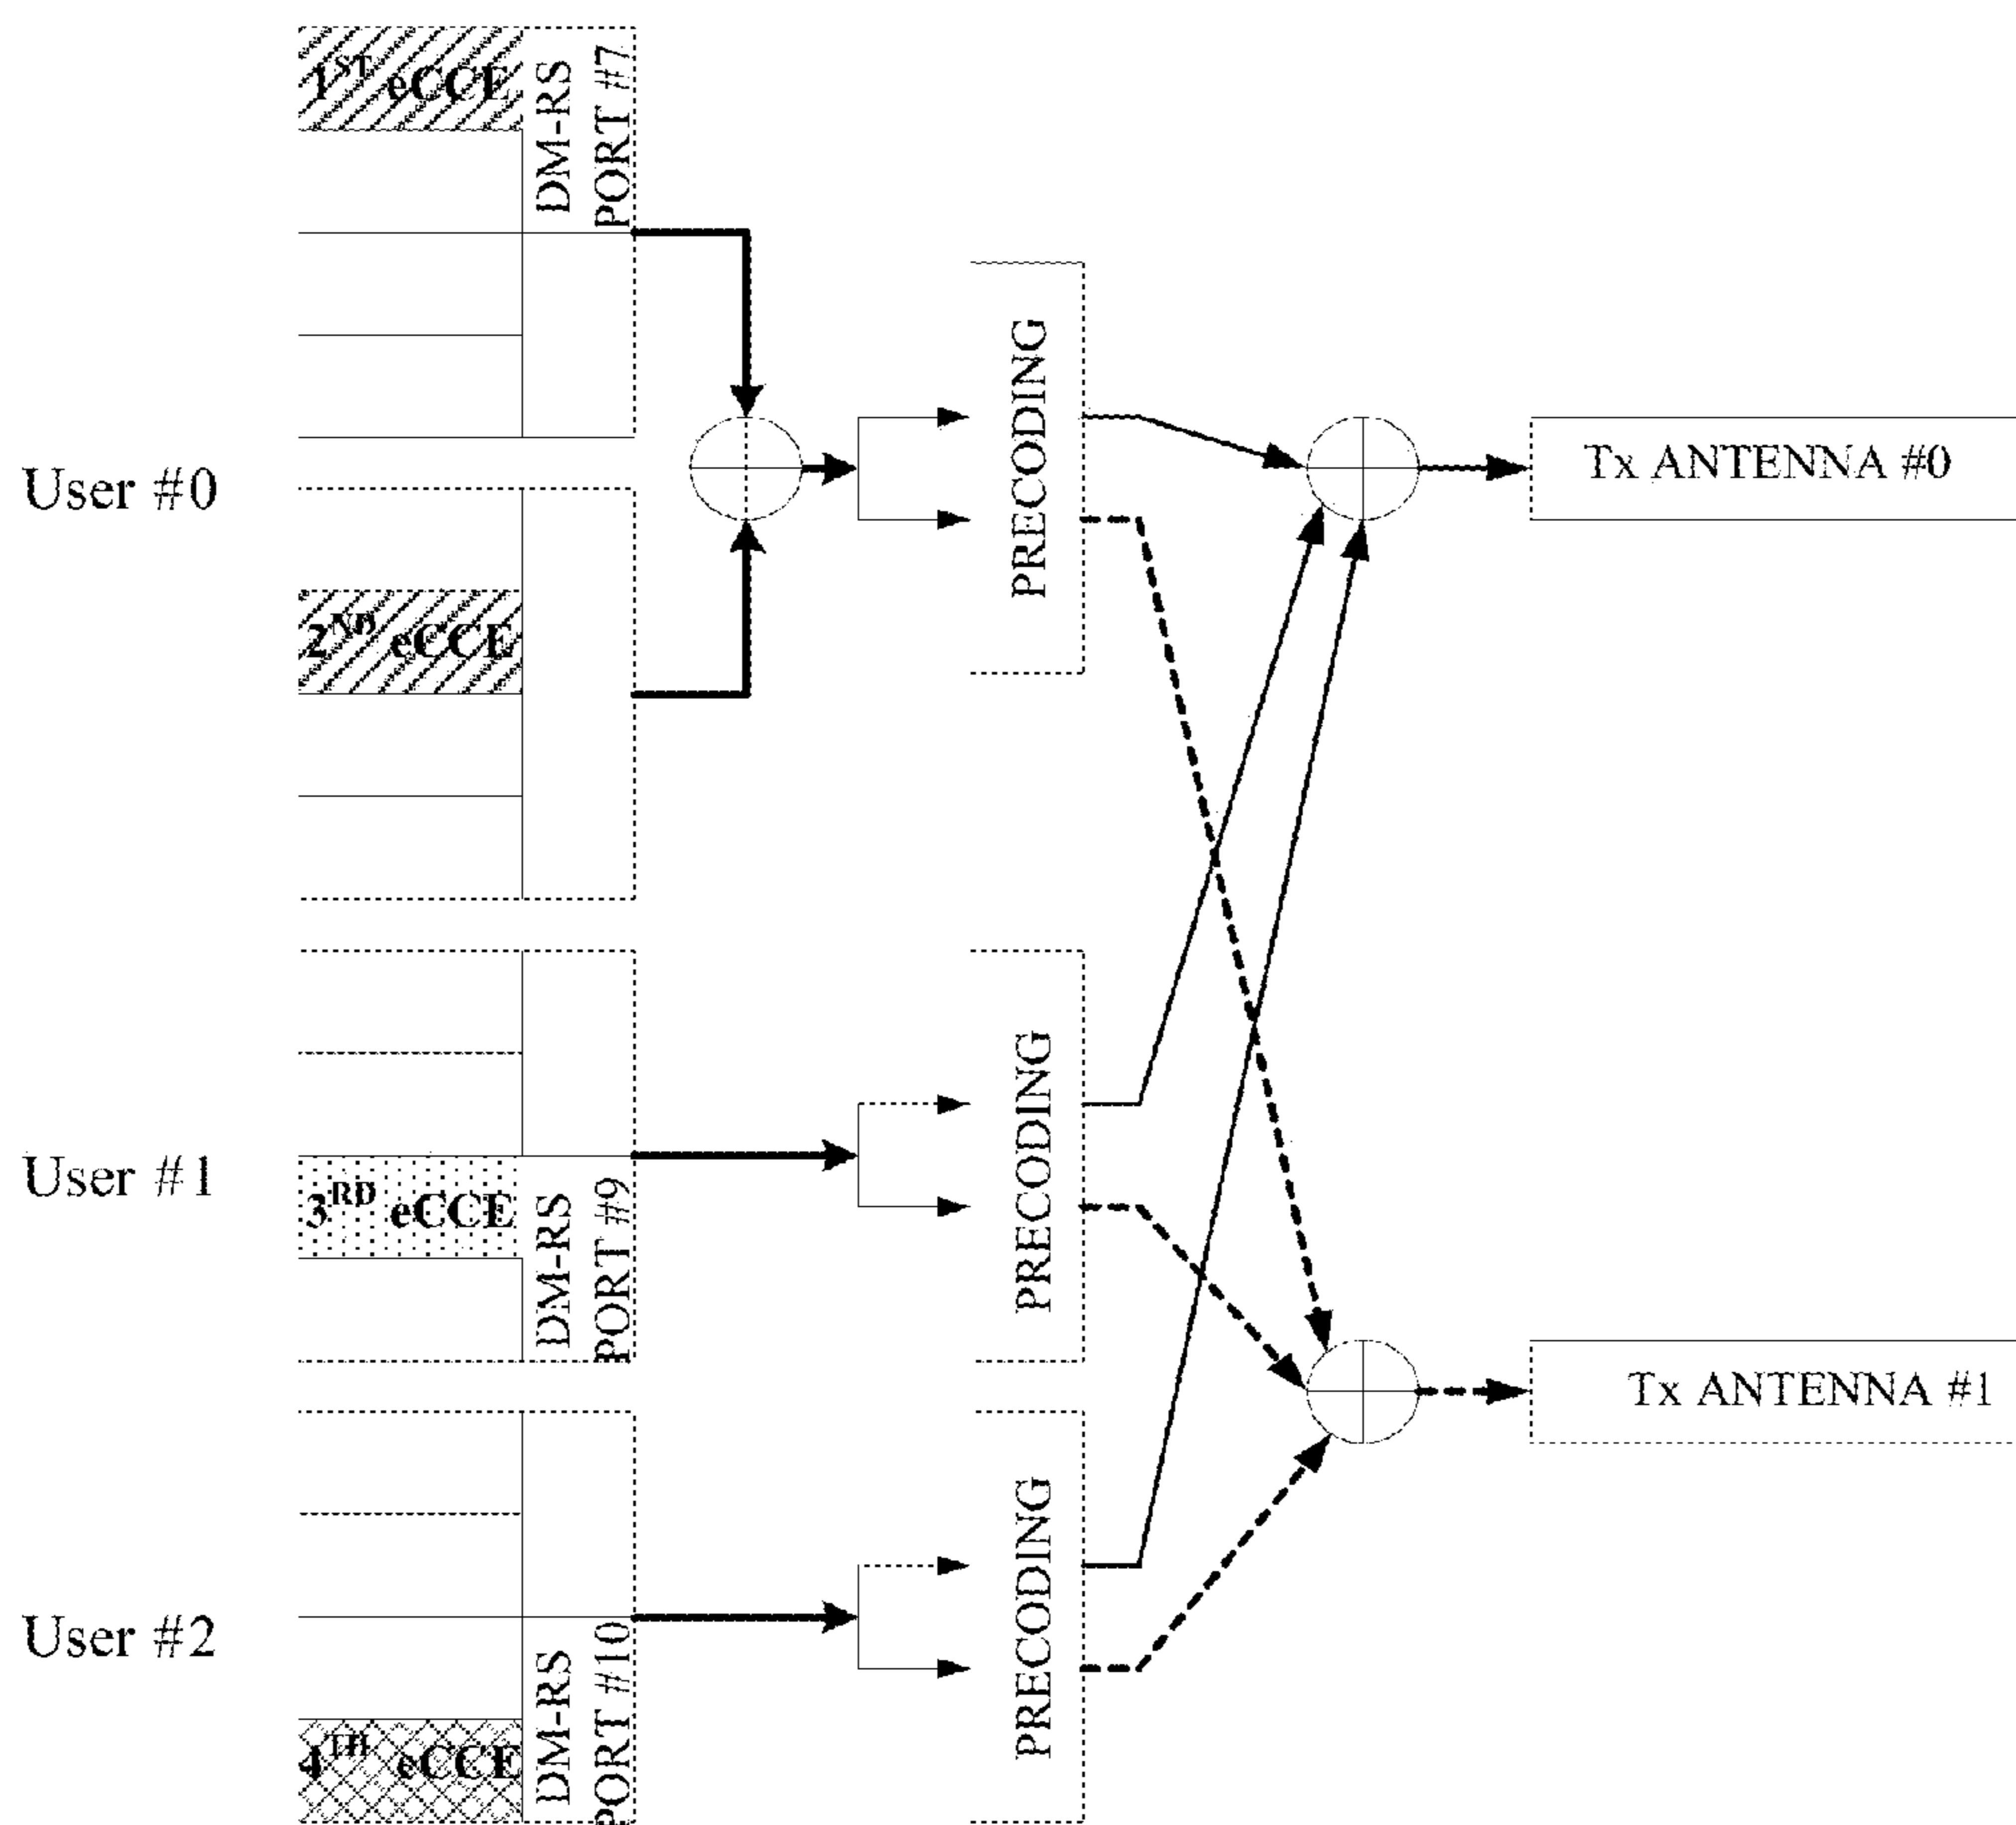 1ST eCCE
DM-RS
PORT #7
User #0
2ND eCCE
PRECODING
Tx ANTENNA #0
User #1
3RD eCCE
DM-RS
PORT #9
PRECODING
Tx ANTENNA #1
User #2
4TH eCCE
DM-RS
PORT #10
PRECODING